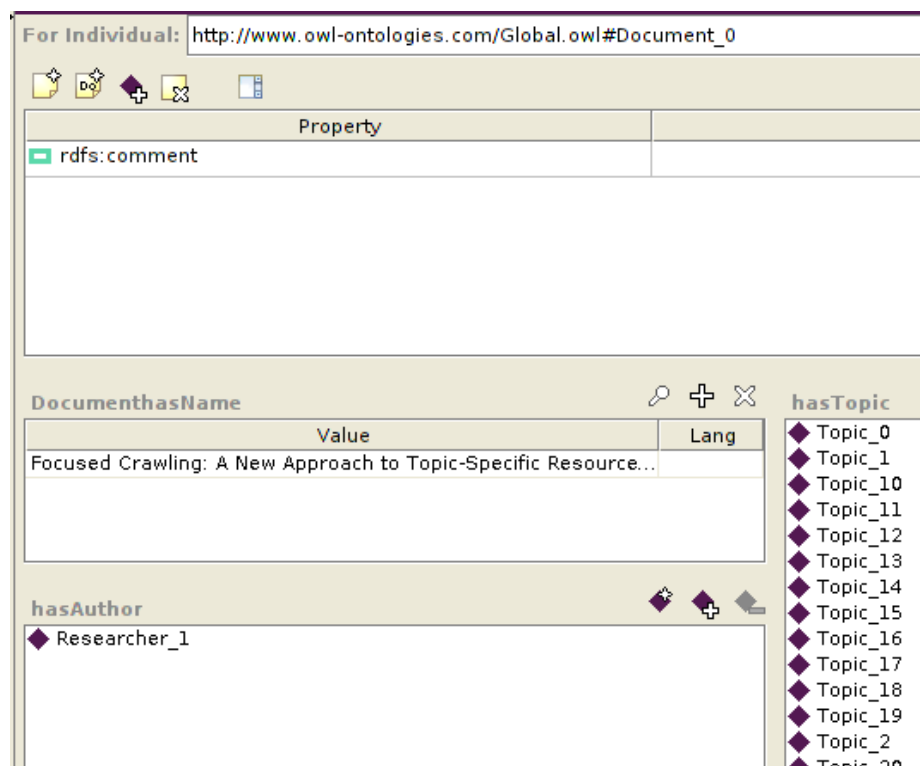 For Individual: http://www.owl-ontologies.com/Global.owl#Document_0
Property
rdfs:comment
DocumenthasName
Value Lang
Focused Crawling: A New Approach to Topic-Specific Resource...
hasAuthor
Researcher_1
hasTopic
Topic_0
Topic_1
Topic_10
Topic_11
Topic_12
Topic_13
Topic_14
Topic_15
Topic_16
Topic_17
Topic_18
Topic_19
Topic_2